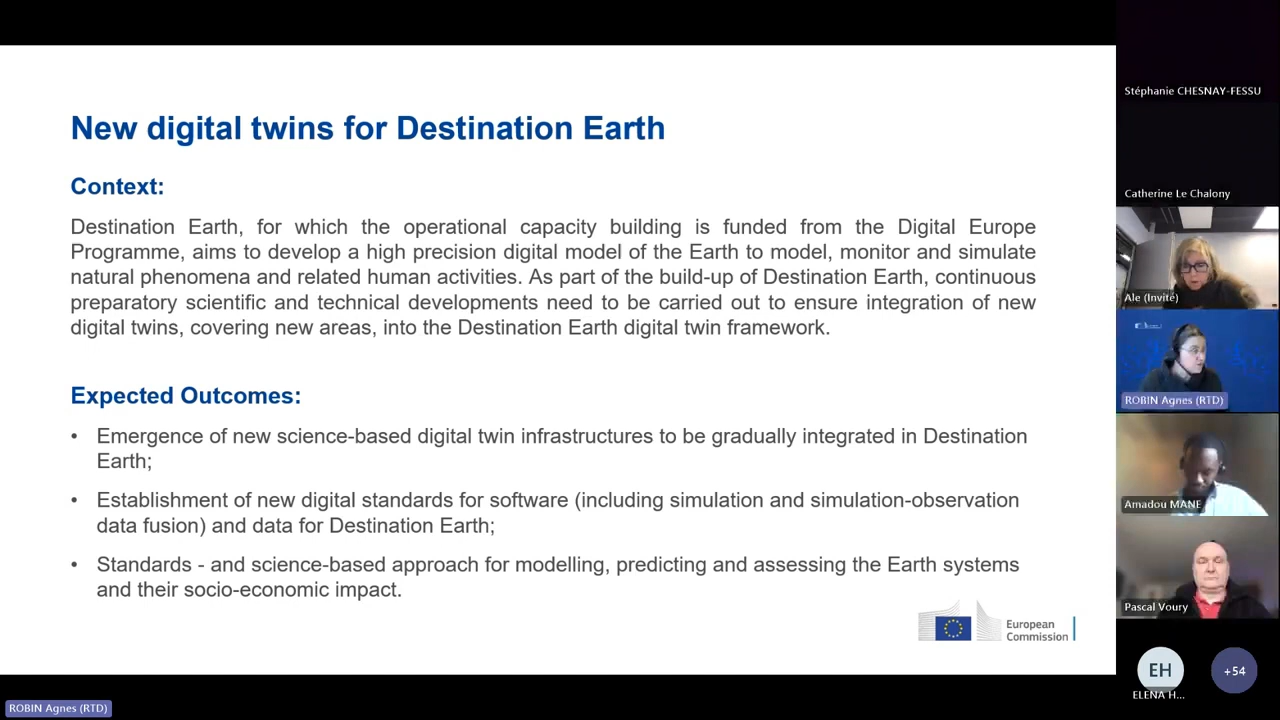 New digital twins for Destination Earth
Context:
Destination Earth, for which the operational capacity building is funded from the Digital Europe
Programme, aims to develop a high precision digital model of the Earth to model, monitor and simulate
natural phenomena and related human activities. As part of the build-up of Destination Earth, continuous
preparatory scientific and technical developments need to be carried out to ensure integration of new
digital twins, covering new areas, into the Destination Earth digital twin framework.
Expected Outcomes:
• Emergence of new science-based digital twin infrastructures to be gradually integrated in Destination
Earth;
• Establishment of new digital standards for software (including simulation and simulation-observation
data fusion) and data for Destination Earth;
• Standards - and science-based approach for modelling, predicting and assessing the Earth systems
and their socio-economic impact.
European
Commission
Stéphanie CHESNAY-FESSU
Catherine Le Chalony
Ale (Invité)
ROBIN Agnes (RTD)
Amadou MANE
Pascal Voury
EH
ELENA H...
+54
ROBIN Agnes (RTD)